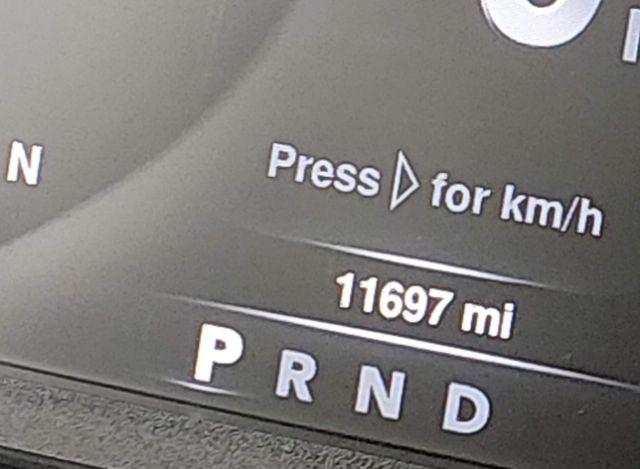 N
Press ▷ for km/h
11697 mi
P R N D